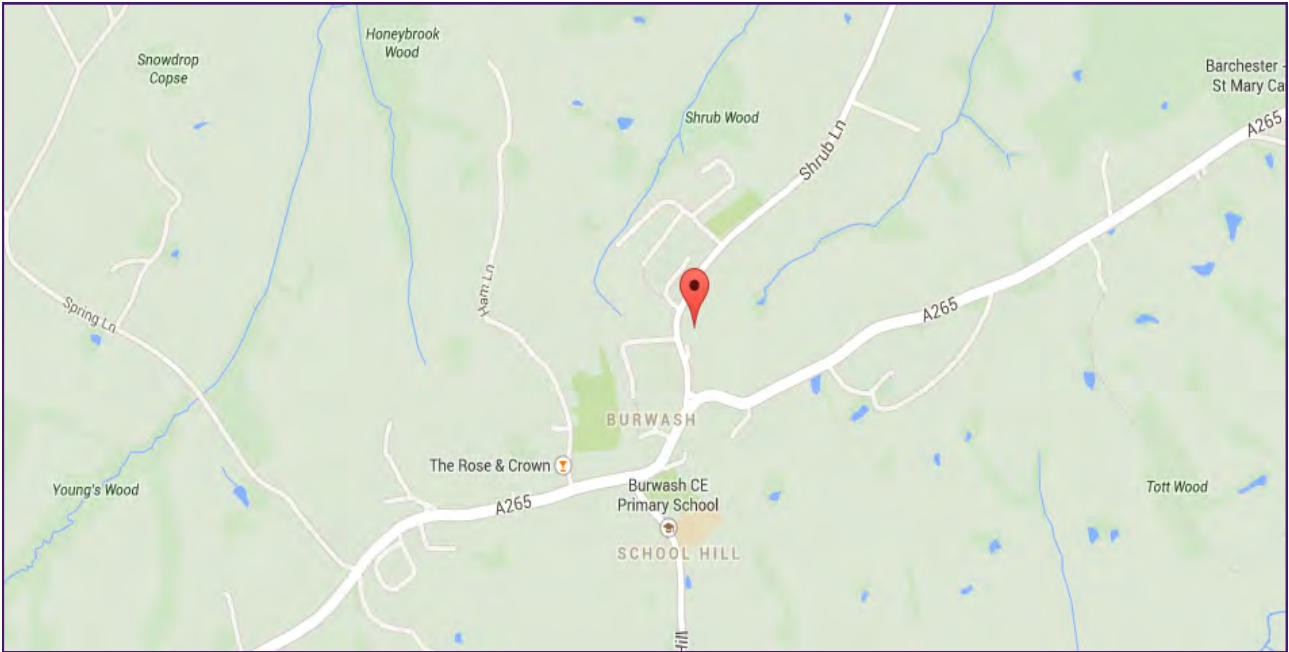 Honeybrook
Wood
Snowdrop
Copse
Barchester -
St Mary Ca
Shrub Wood
A265
Shrub Ln
Ham Ln
Spring Ln
A265
BURWASH
The Rose & Crown
Burwash CE
Primary School
Young's Wood
A265
Tott Wood
SCHOOL HILL
Hill